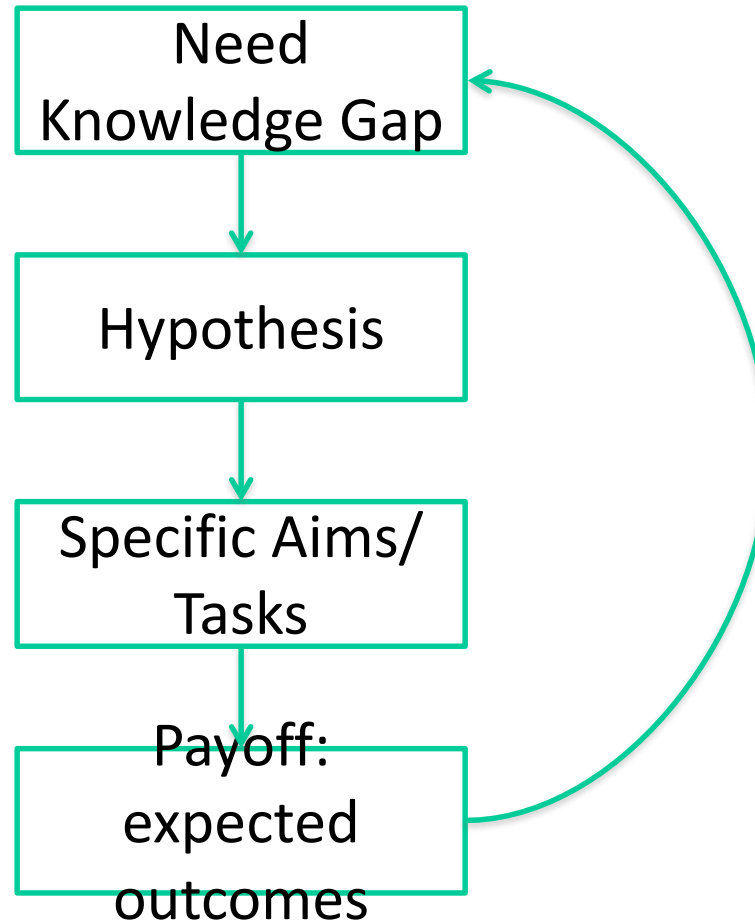 Need
Knowledge Gap
Hypothesis
Specific Aims/
Tasks
Payoff:
expected
outcomes